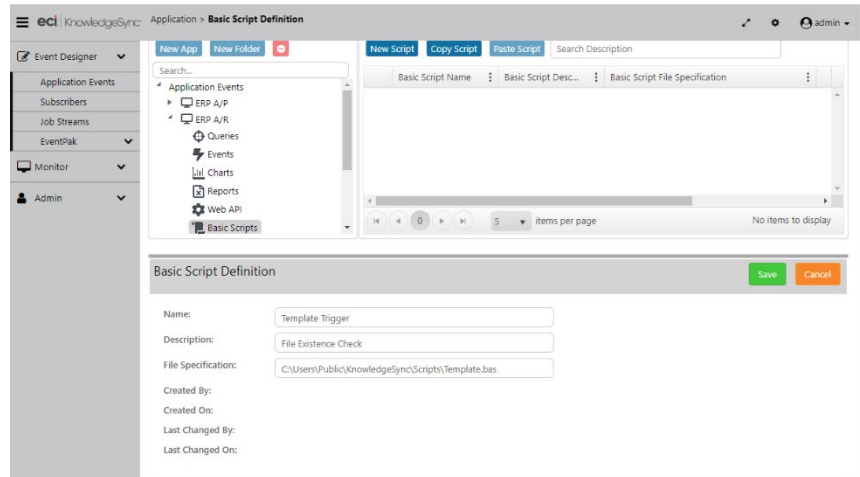 eci KnowledgeSync
Application > Basic Script Definition
admin
Event Designer
Application Events
Subscribers
Job Streams
EventPak
Monitor
Admin
New App New Folder
Search...
Application Events
ERP A/P
ERP A/R
Queries
Events
Charts
Reports
Web API
Basic Scripts
New Script Copy Script Paste Script Search Description
Basic Script Name Basic Script Desc... Basic Script File Specification
0 5 items per page No items to display
Basic Script Definition Save Cancel
Name: Template Trigger
Description: File Existence Check
File Specification: C:\Users\Public\KnowledgeSync\Scripts\Template.bas
Created By:
Created On:
Last Changed By:
Last Changed On: